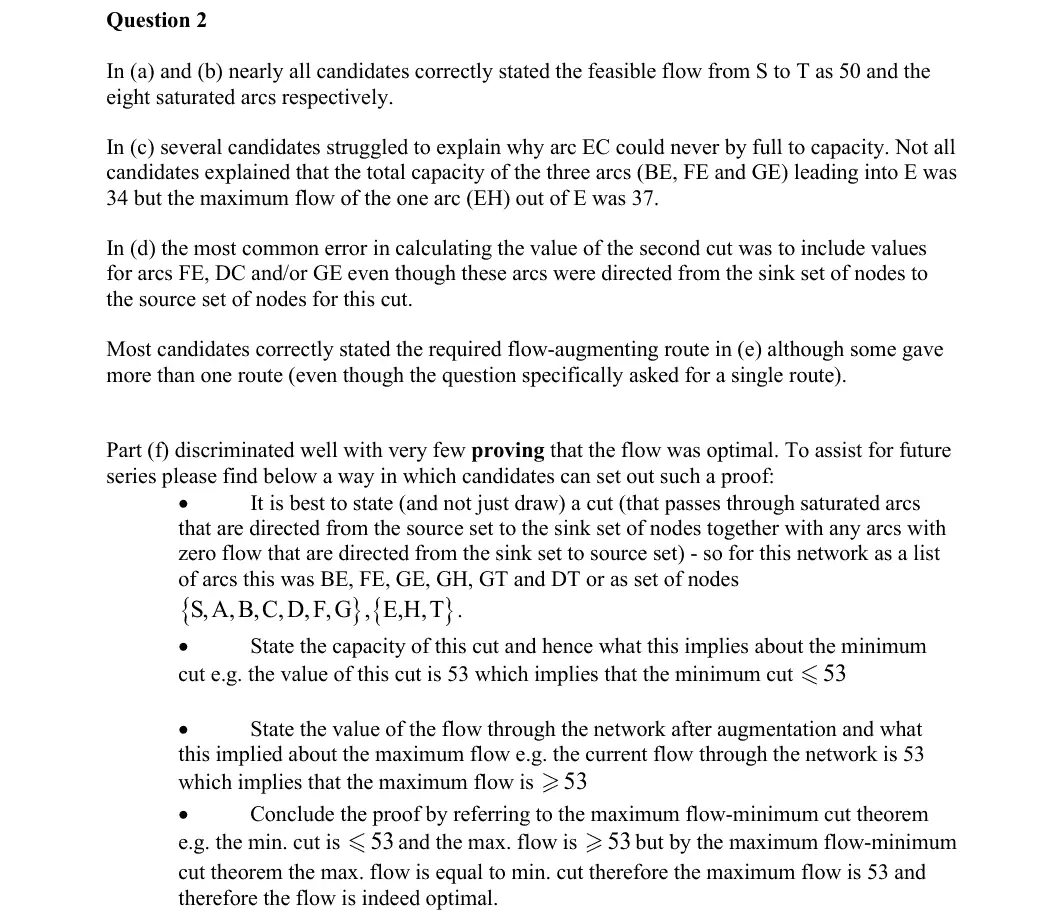 Question 2
In (a) and (b) nearly all candidates correctly stated the feasible flow from S to T as 50 and the
eight saturated arcs respectively.
In (c) several candidates struggled to explain why arc EC could never by full to capacity. Not all
candidates explained that the total capacity of the three arcs (BE, FE and GE) leading into E was
34 but the maximum flow of the one arc (EH) out of E was 37.
In (d) the most common error in calculating the value of the second cut was to include values
for arcs FE, DC and/or GE even though these arcs were directed from the sink set of nodes to
the source set of nodes for this cut.
Most candidates correctly stated the required flow-augmenting route in (e) although some gave
more than one route (even though the question specifically asked for a single route).
Part (f) discriminated well with very few proving that the flow was optimal. To assist for future
series please find below a way in which candidates can set out such a proof:
• It is best to state (and not just draw) a cut (that passes through saturated arcs
that are directed from the source set to the sink set of nodes together with any arcs with
zero flow that are directed from the sink set to source set) - so for this network as a list
of arcs this was BE, FE, GE, GH, GT and DT or as set of nodes
{S, A, B, C, D, F, G},{E,H,T}.
• State the capacity of this cut and hence what this implies about the minimum
cut e.g. the value of this cut is 53 which implies that the minimum cut ⩽ 53
• State the value of the flow through the network after augmentation and what
this implied about the maximum flow e.g. the current flow through the network is 53
which implies that the maximum flow is ⩾ 53
• Conclude the proof by referring to the maximum flow-minimum cut theorem
e.g. the min. cut is ⩽ 53 and the max. flow is ⩾ 53 but by the maximum flow-minimum
cut theorem the max. flow is equal to min. cut therefore the maximum flow is 53 and
therefore the flow is indeed optimal.